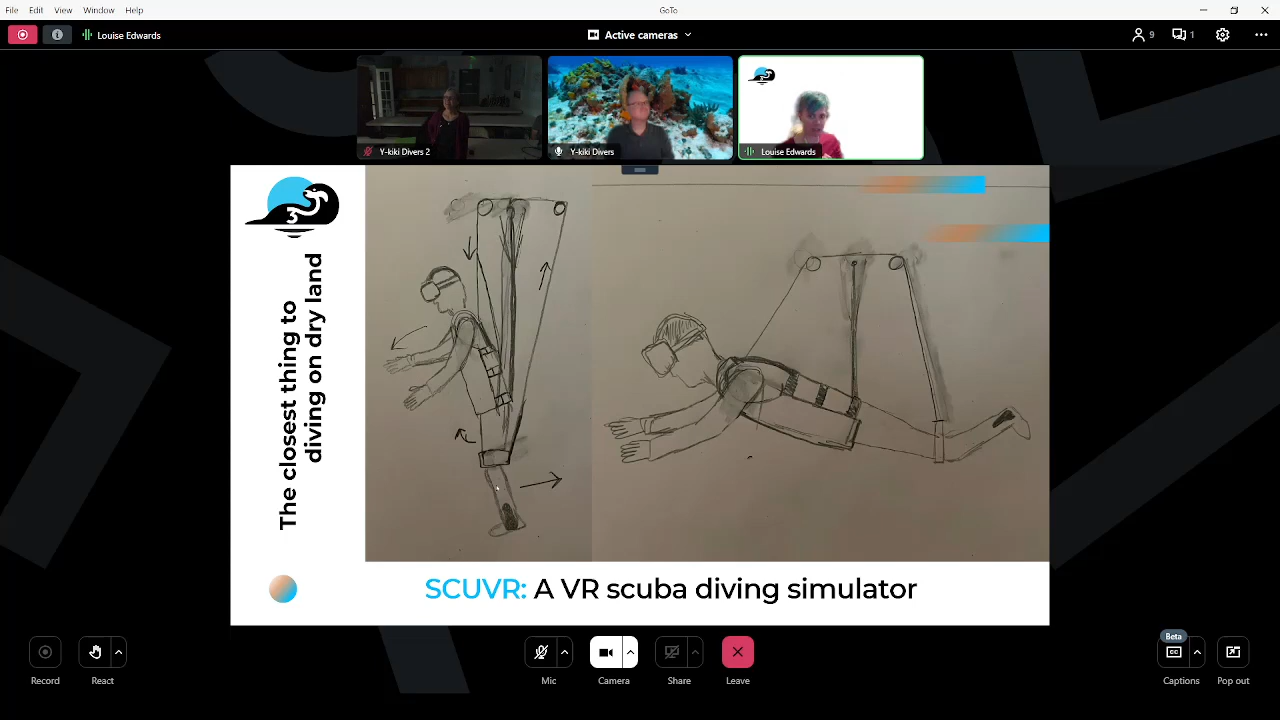 File Edit View Window Help
GoTo
Louise Edwards
Active cameras
9
1
Y-kiki Divers 2
Y-kiki Divers
Louise Edwards
3
The closest thing to
diving on dry land
SCUVR: A VR scuba diving simulator
Record
React
Mic
Camera
Share
Leave
Beta
CC
Captions
Pop out